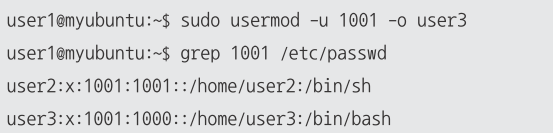 user1@myubuntu:~$ sudo usermod -u 1001 -o user3
user1@myubuntu:~$ grep 1001 /etc/passwd
user2:x:1001:1001::/home/user2:/bin/sh
user3:x:1001:1000::/home/user3:/bin/bash